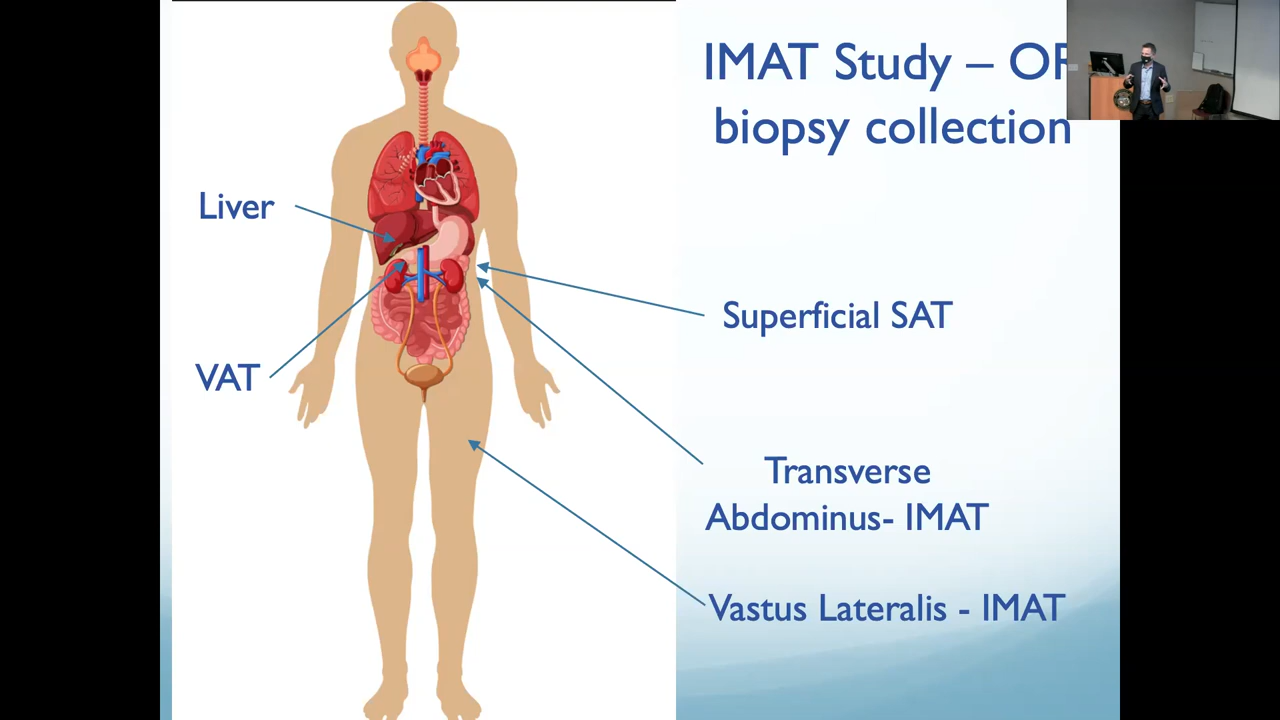 IMAT Study – OR
biopsy collection
Liver
Superficial SAT
VAT
Transverse
Abdominus- IMAT
Vastus Lateralis - IMAT